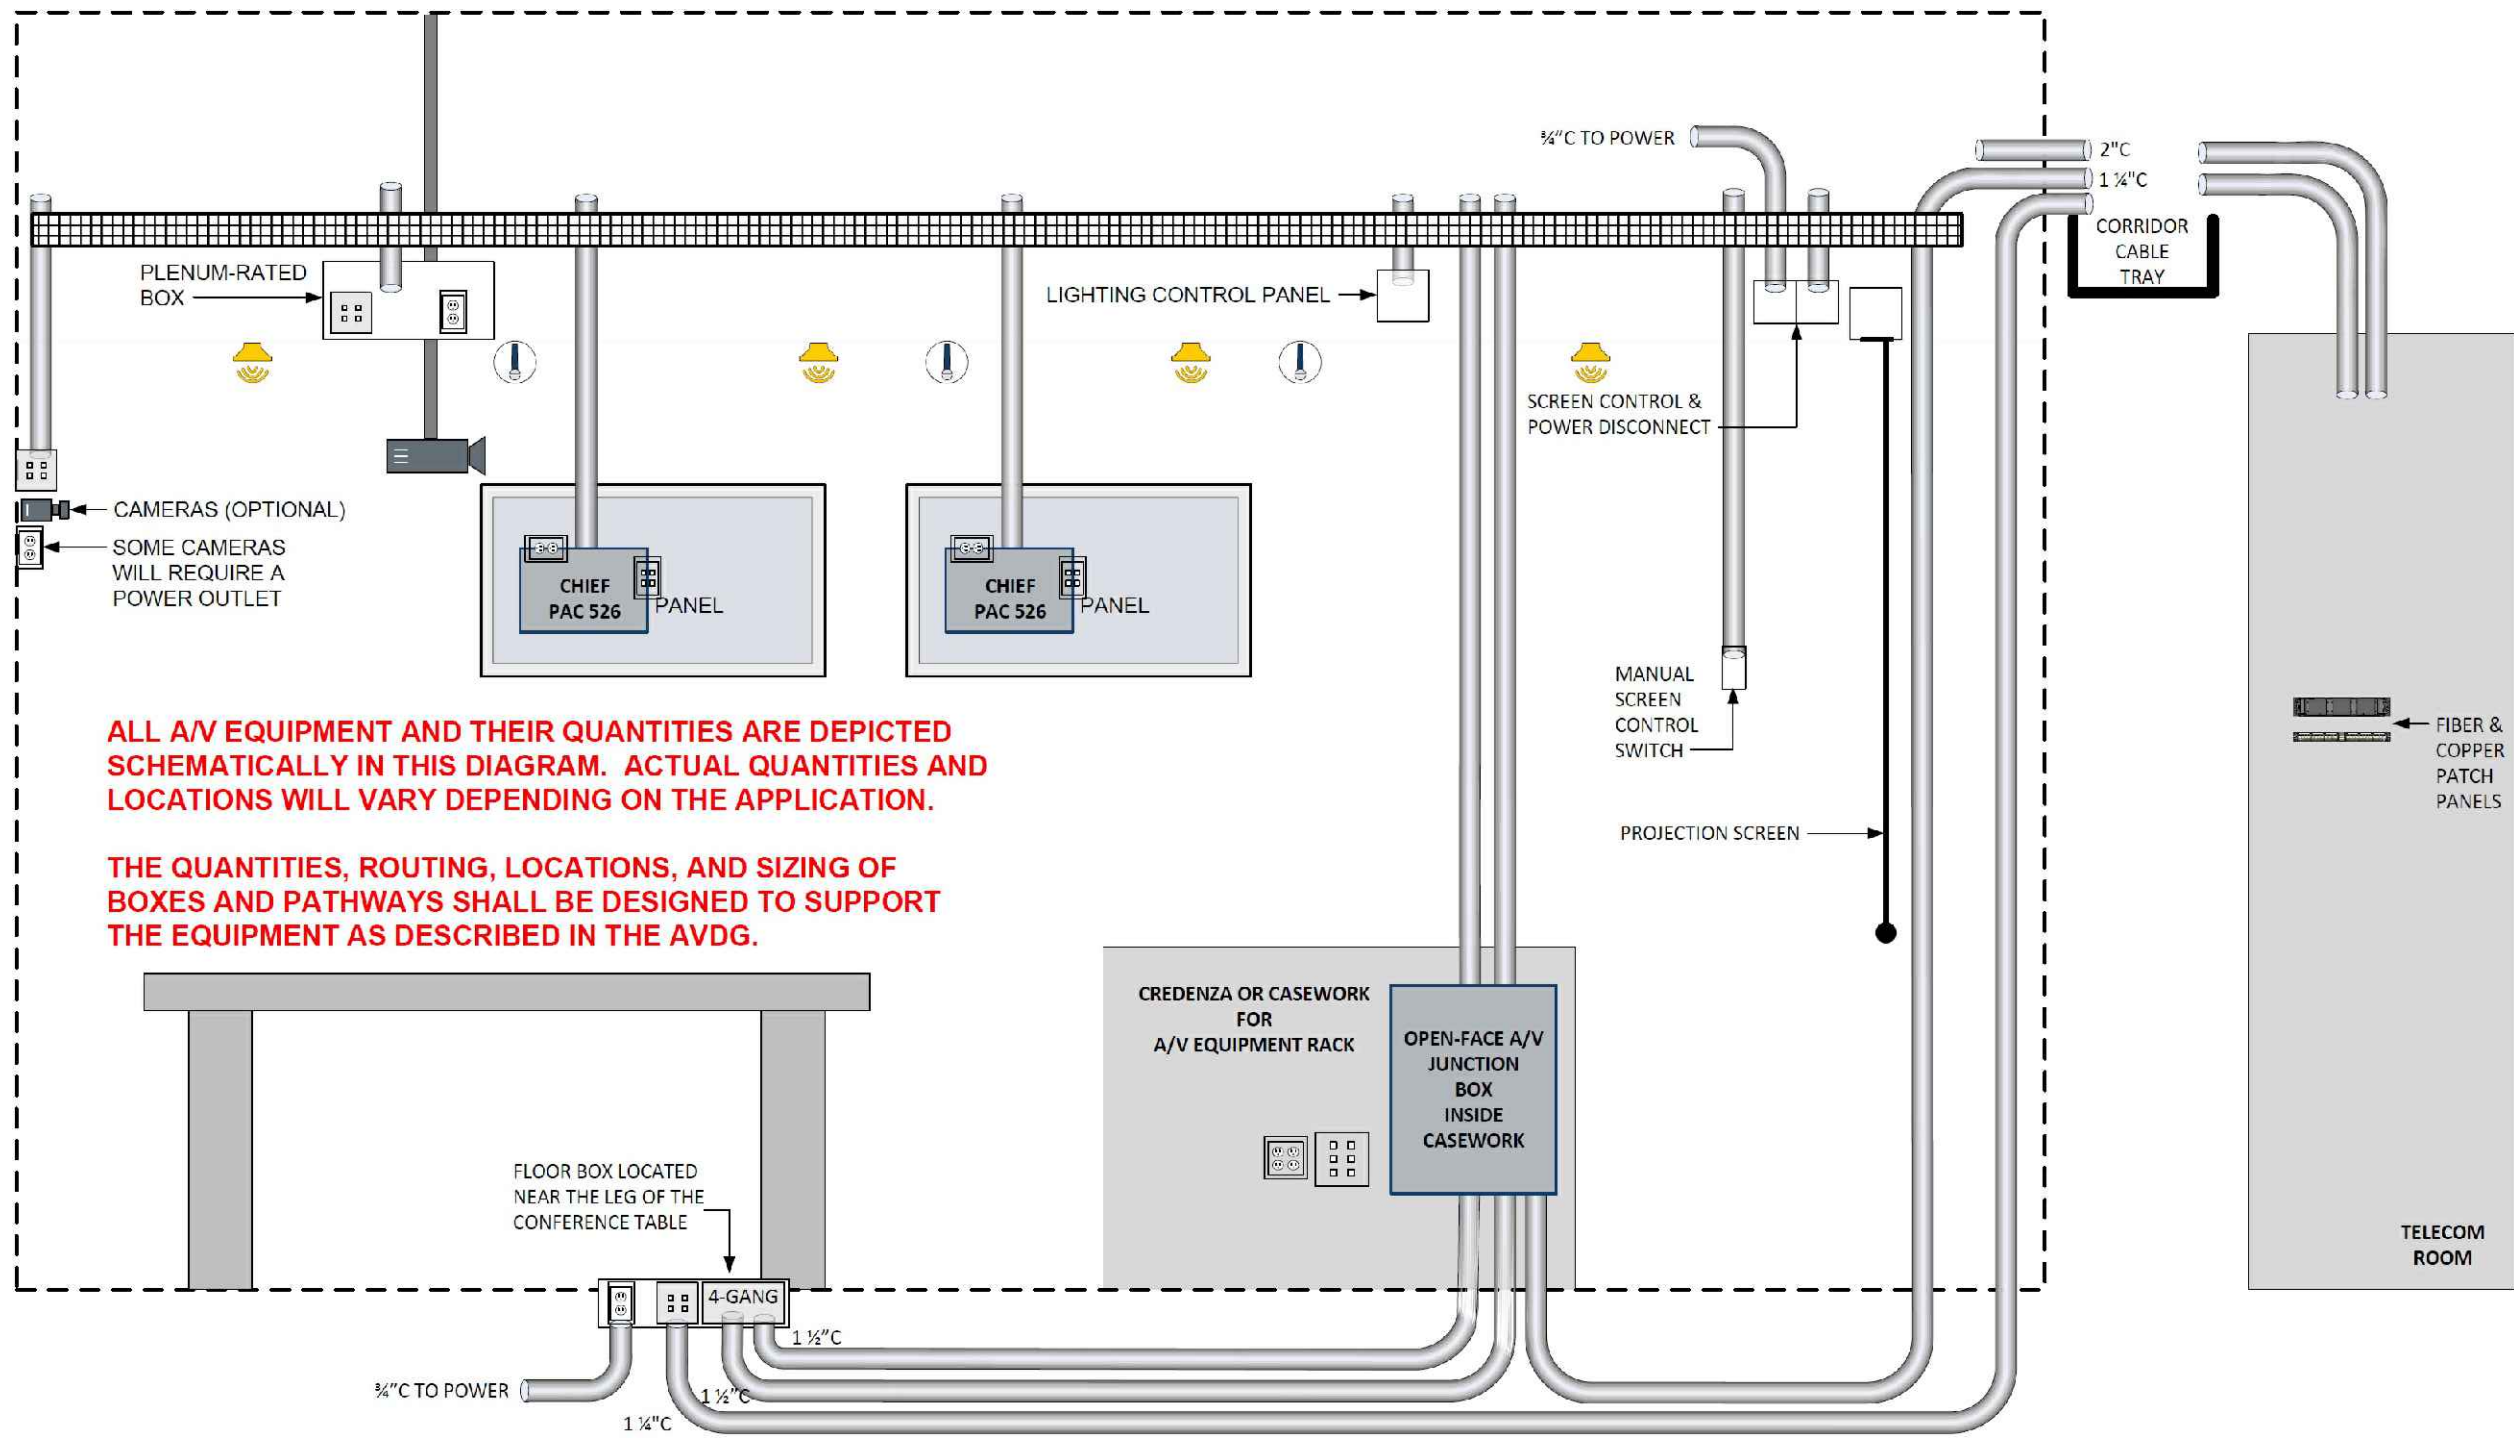 ¾"C TO POWER
2"C
1 ¼"C
CORRIDOR
CABLE
TRAY
PLENUM-RATED
BOX
LIGHTING CONTROL PANEL
SCREEN CONTROL &
POWER DISCONNECT
CAMERAS (OPTIONAL)
SOME CAMERAS
WILL REQUIRE A
POWER OUTLET
CHIEF
PAC 526
PANEL
CHIEF
PAC 526
PANEL
MANUAL
SCREEN
CONTROL
SWITCH
FIBER &
COPPER
PATCH
PANELS
ALL A/V EQUIPMENT AND THEIR QUANTITIES ARE DEPICTED
SCHEMATICALLY IN THIS DIAGRAM.  ACTUAL QUANTITIES AND
LOCATIONS WILL VARY DEPENDING ON THE APPLICATION.
THE QUANTITIES, ROUTING, LOCATIONS, AND SIZING OF
BOXES AND PATHWAYS SHALL BE DESIGNED TO SUPPORT
THE EQUIPMENT AS DESCRIBED IN THE AVDG.
PROJECTION SCREEN
CREDENZA OR CASEWORK
FOR
A/V EQUIPMENT RACK
OPEN-FACE A/V
JUNCTION
BOX
INSIDE
CASEWORK
FLOOR BOX LOCATED
NEAR THE LEG OF THE
CONFERENCE TABLE
TELECOM
ROOM
4-GANG
1 ½"C
¾"C TO POWER
1 ½"C
1 ¼"C